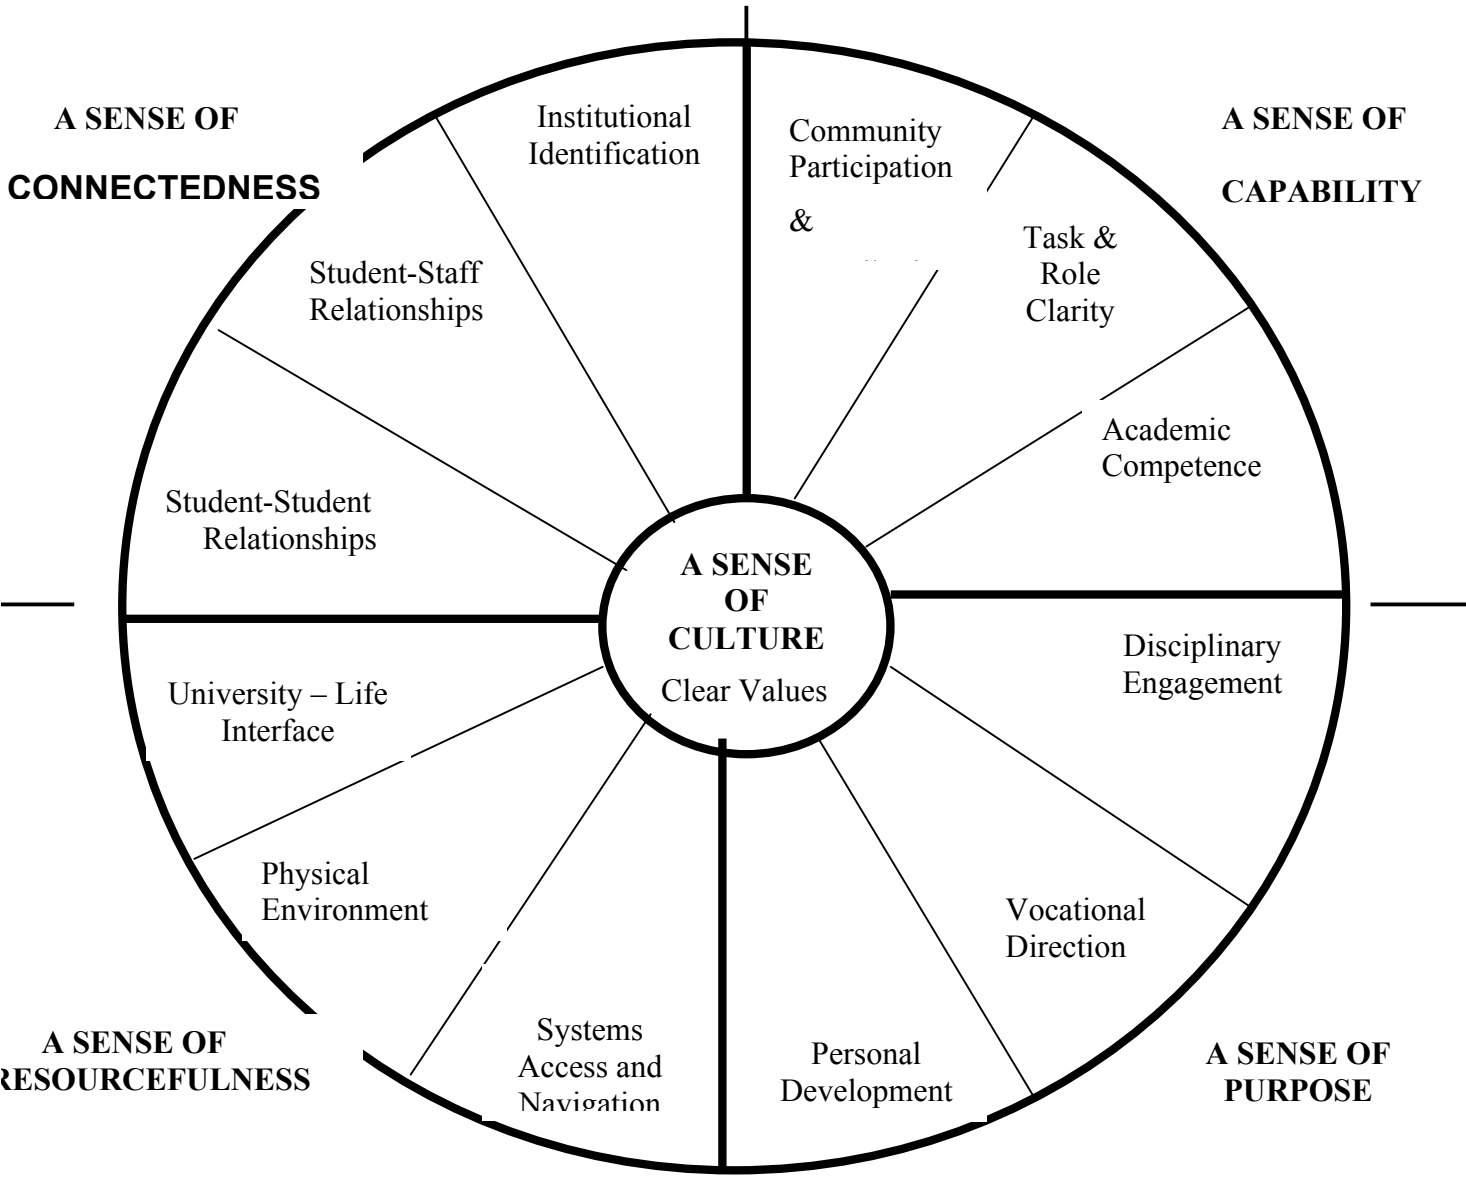 A SENSE OF
CONNECTEDNESS
Institutional
Identification
Community
Participation
&
A SENSE OF
CAPABILITY
Task &
Role
Clarity
Student-Staff
Relationships
Academic
Competence
Student-Student
Relationships
A SENSE
OF
CULTURE
Clear Values
Disciplinary
Engagement
University – Life
Interface
Physical
Environment
Vocational
Direction
A SENSE OF
RESOURCEFULNESS
Systems
Access and
Navigation
Personal
Development
A SENSE OF
PURPOSE